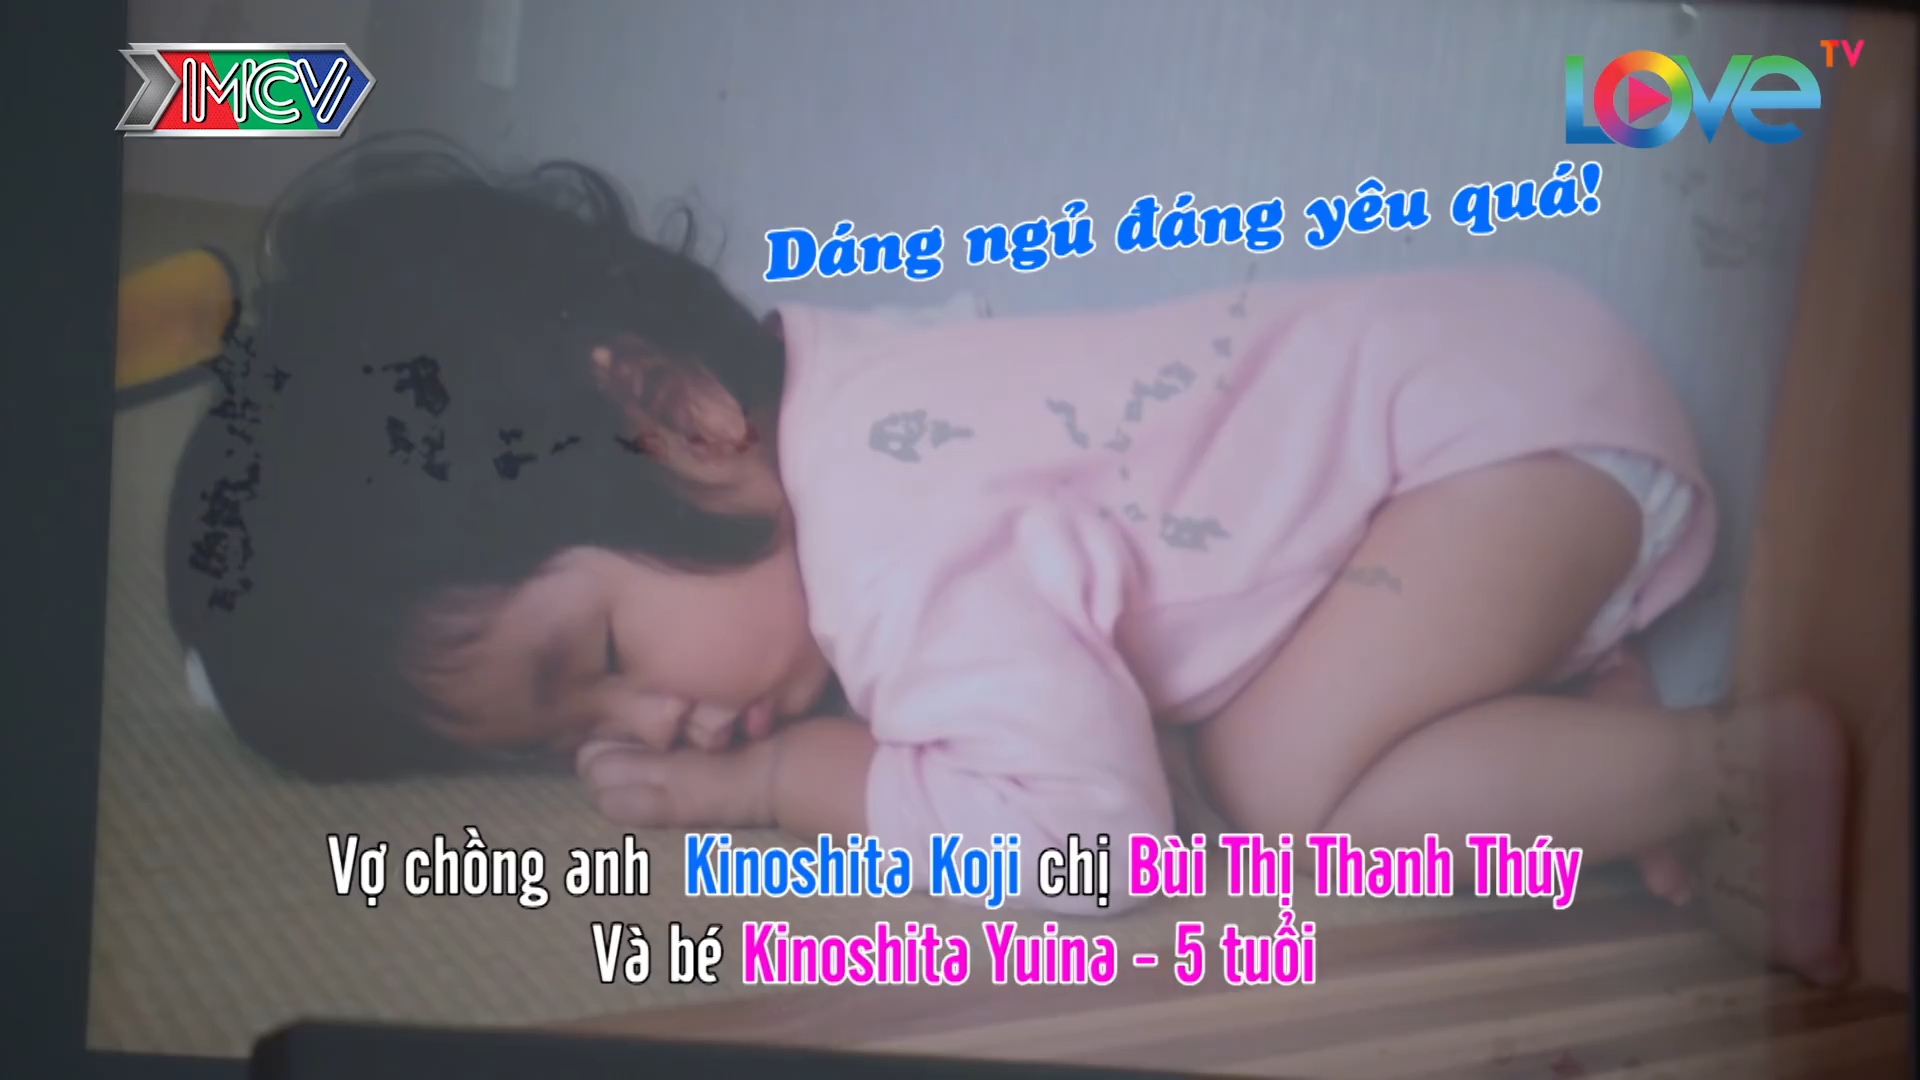 MCV
LOVE TV
Dáng ngủ đáng yêu quá!
Vợ chồng anh Kinoshita Koji chị Bùi Thị Thanh Thúy
Và bé Kinoshita Yuina - 5 tuổi